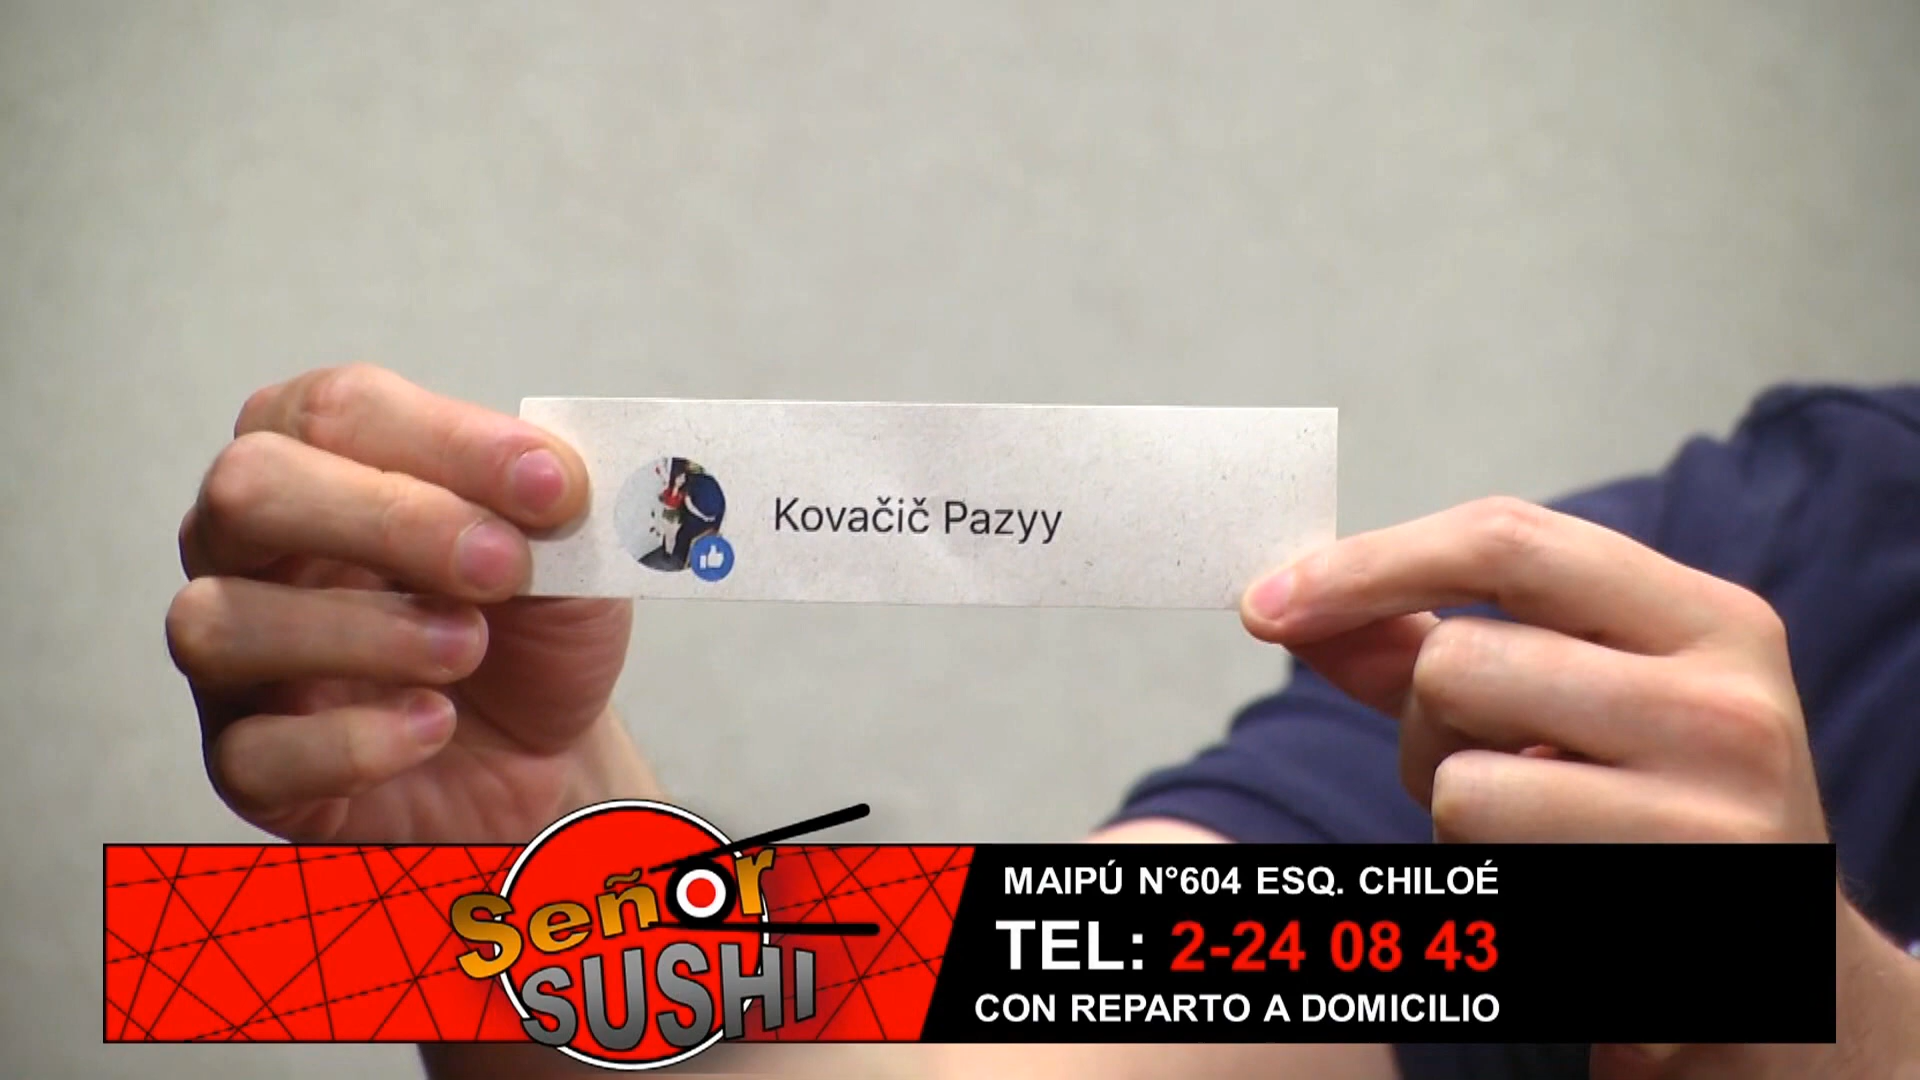 Kovačič Pazyy
Señor
SUSHI
MAIPÚ N°604 ESQ. CHILOÉ
TEL: 2-24 08 43
CON REPARTO A DOMICILIO